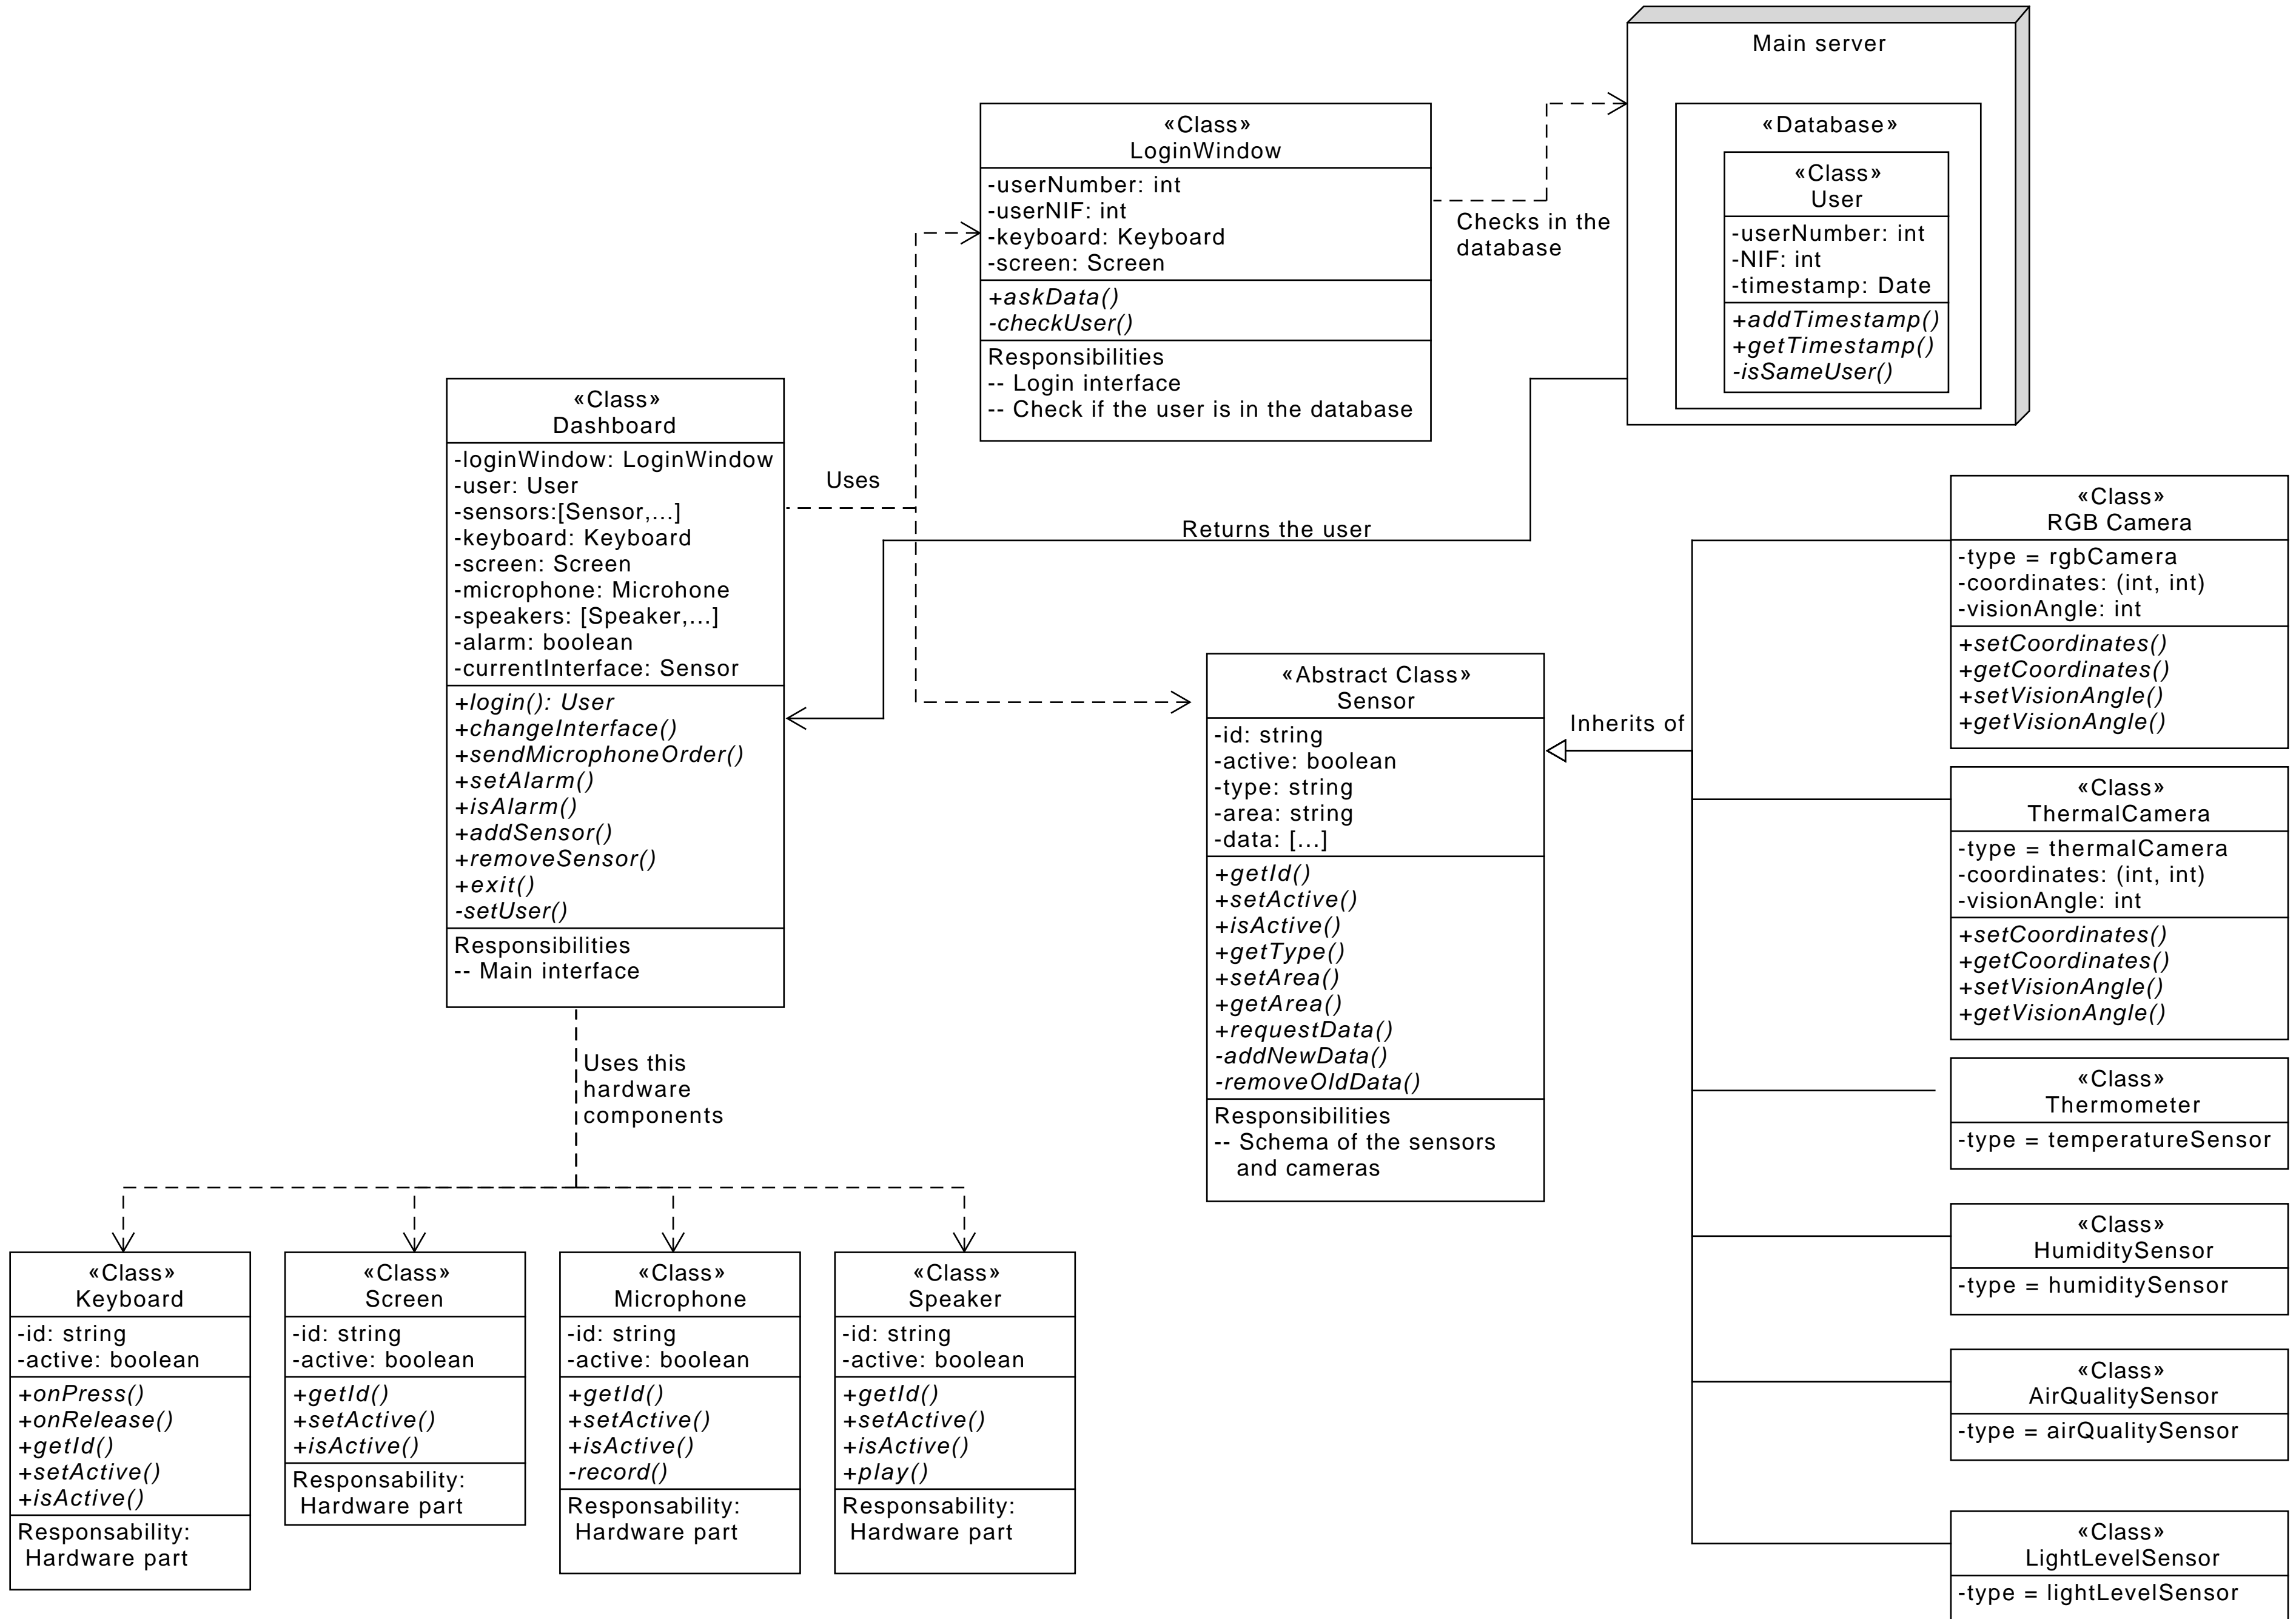 Main server
«Database»
«Class»
User
-userNumber: int
-NIF: int
-timestamp: Date
+addTimestamp()
+getTimestamp()
-isSameUser()
«Class»
LoginWindow
-userNumber: int
-userNIF: int
-keyboard: Keyboard
-screen: Screen
+askData()
-checkUser()
Responsibilities
-- Login interface
-- Check if the user is in the database
Checks in the
database
«Class»
Dashboard
-loginWindow: LoginWindow
-user: User
-sensors:[Sensor,...]
-keyboard: Keyboard
-screen: Screen
-microphone: Microhone
-speakers: [Speaker,...]
-alarm: boolean
-currentInterface: Sensor
+login(): User
+changeInterface()
+sendMicrophoneOrder()
+setAlarm()
+isAlarm()
+addSensor()
+removeSensor()
+exit()
-setUser()
Responsibilities
-- Main interface
Uses
Returns the user
«Abstract Class»
Sensor
-id: string
-active: boolean
-type: string
-area: string
-data: [...]
+getId()
+setActive()
+isActive()
+getType()
+setArea()
+getArea()
+requestData()
-addNewData()
-removeOldData()
Responsibilities
-- Schema of the sensors
and cameras
Inherits of
«Class»
RGB Camera
-type = rgbCamera
-coordinates: (int, int)
-visionAngle: int
+setCoordinates()
+getCoordinates()
+setVisionAngle()
+getVisionAngle()
«Class»
ThermalCamera
-type = thermalCamera
-coordinates: (int, int)
-visionAngle: int
+setCoordinates()
+getCoordinates()
+setVisionAngle()
+getVisionAngle()
«Class»
Thermometer
-type = temperatureSensor
«Class»
HumiditySensor
-type = humiditySensor
«Class»
AirQualitySensor
-type = airQualitySensor
«Class»
LightLevelSensor
-type = lightLevelSensor
Uses this
hardware
components
«Class»
Keyboard
-id: string
-active: boolean
+onPress()
+onRelease()
+getId()
+setActive()
+isActive()
Responsability:
Hardware part
«Class»
Screen
-id: string
-active: boolean
+getId()
+setActive()
+isActive()
Responsability:
Hardware part
«Class»
Microphone
-id: string
-active: boolean
+getId()
+setActive()
+isActive()
-record()
Responsability:
Hardware part
«Class»
Speaker
-id: string
-active: boolean
+getId()
+setActive()
+isActive()
+play()
Responsability:
Hardware part